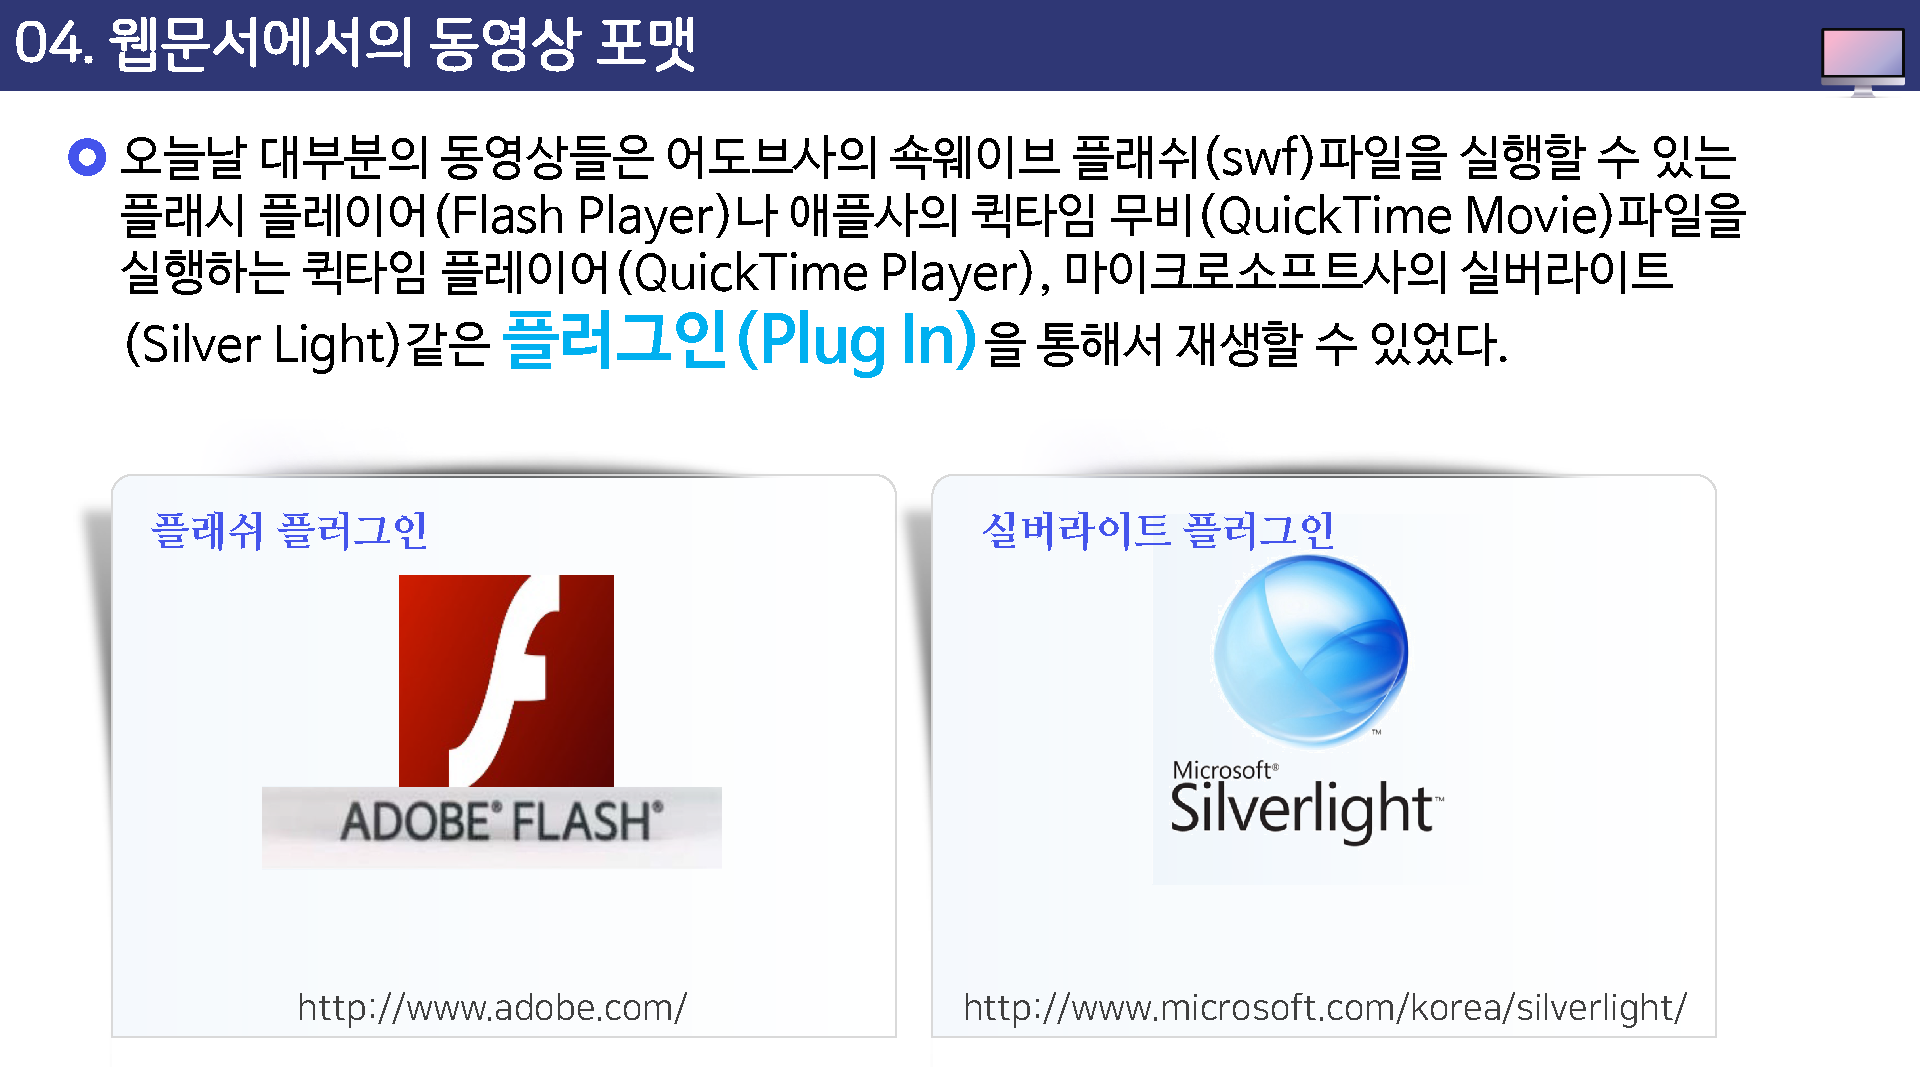 04. 웹문서에서의 동영상 포맷
오늘날 대부분의 동영상들은 어도브사의 쇽웨이브 플래쉬(swf)파일을 실행할 수 있는
플래시 플레이어(Flash Player)나 애플사의 퀵타임 무비(QuickTime Movie)파일을
실행하는 퀵타임 플레이어(QuickTime Player), 마이크로소프트사의 실버라이트
(Silver Light)같은 플러그인(Plug In)을 통해서 재생할 수 있었다.
플래쉬 플러그인
ADOBE® FLASH®
http://www.adobe.com/
실버라이트 플러그인
™
Microsoft®
Silverlight™
http://www.microsoft.com/korea/silverlight/